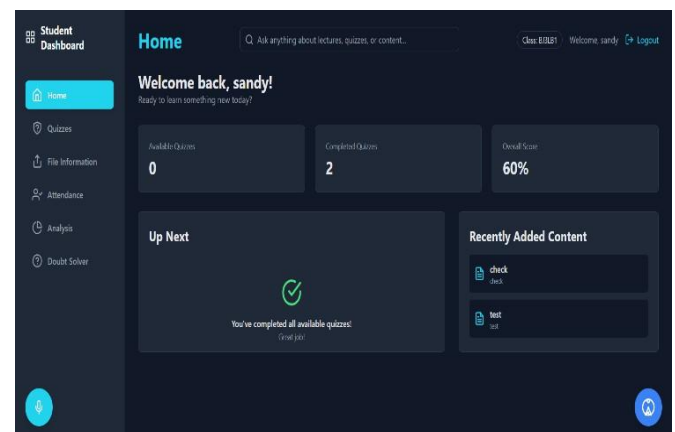 Student
Dashboard
Home
Ask anything about lectures, quizzes, or content...
Welcome, sandy
Logout
Welcome back, sandy!
Ready to learn something new today?
Home
Quizzes
File Information
Attendance
Analysis
Doubt Solver
Available Quizzes
0
Completed Quizzes
2
Overall Score
60%
Up Next
You've completed all available quizzes!
Great job!
Recently Added Content
check
check
test
test